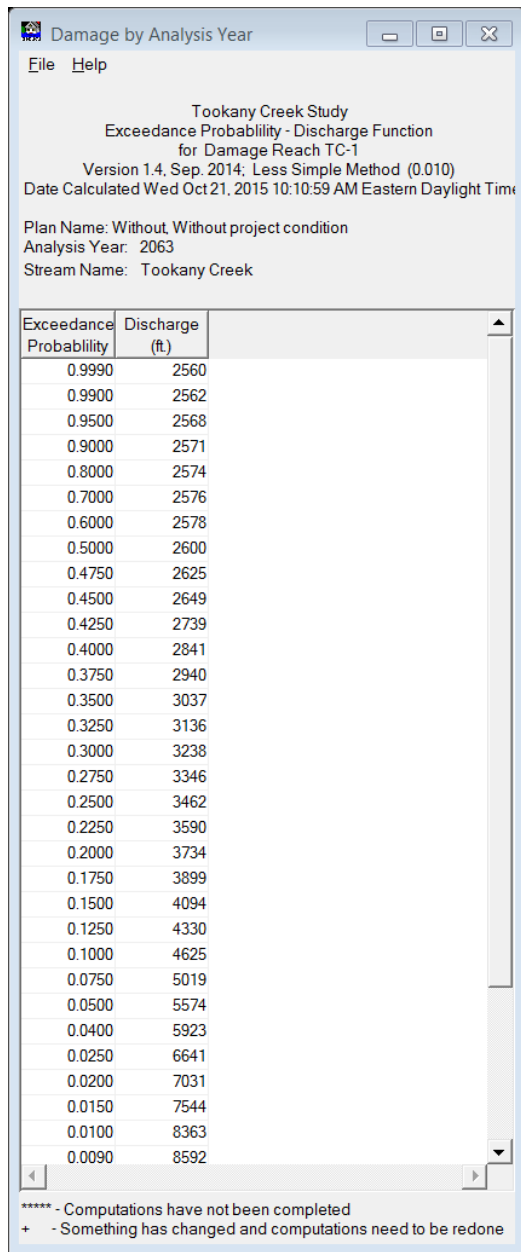 Damage by Analysis Year
File Help
Tookany Creek Study
Exceedance Probablility - Discharge Function
for Damage Reach TC-1
Version 1.4, Sep. 2014; Less Simple Method (0.010)
Date Calculated Wed Oct 21, 2015 10:10:59 AM Eastern Daylight Time
Plan Name: Without, Without project condition
Analysis Year: 2063
Stream Name: Tookany Creek
Exceedance Discharge
Probablility (ft.)
0.9990 2560
0.9900 2562
0.9500 2568
0.9000 2571
0.8000 2574
0.7000 2576
0.6000 2578
0.5000 2600
0.4750 2625
0.4500 2649
0.4250 2739
0.4000 2841
0.3750 2940
0.3500 3037
0.3250 3136
0.3000 3238
0.2750 3346
0.2500 3462
0.2250 3590
0.2000 3734
0.1750 3899
0.1500 4094
0.1250 4330
0.1000 4625
0.0750 5019
0.0500 5574
0.0400 5923
0.0250 6641
0.0200 7031
0.0150 7544
0.0100 8363
0.0090 8592
***** - Computations have not been completed
+ - Something has changed and computations need to be redone